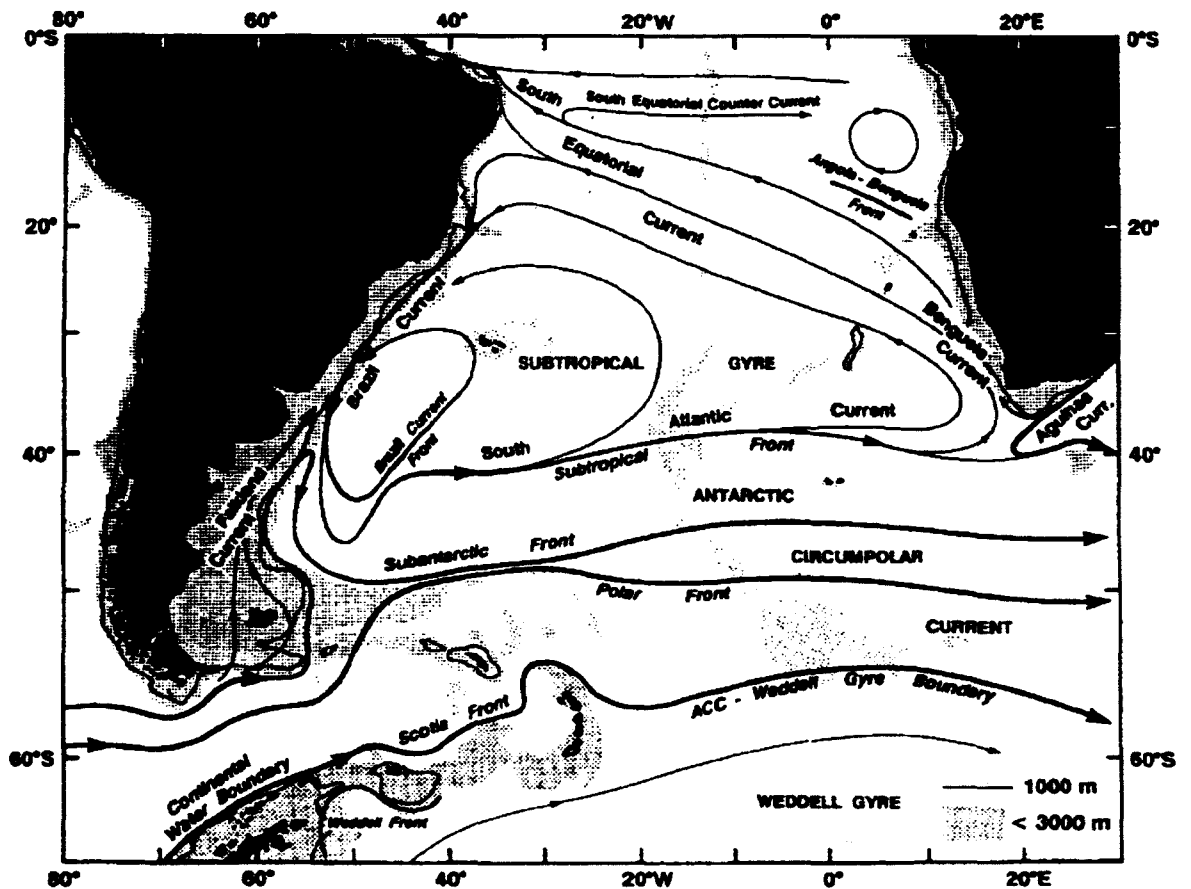 80° 60° 40° 20°W 0° 20°E
0°S 0°S
South
South Equatorial Counter Current
Equatorial
Angola - Benguela
Front
20° 20°
Current
Current
Benguela
Current
SUBTROPICAL GYRE
Brazil
Agulhas
Curr.
Atlantic Current
Brazil Current
Front
South
Subtropical Front
40° 40°
Falkland
Current
ANTARCTIC
Subantarctic Front
CIRCUMPOLAR
Polar Front
CURRENT
ACC - Weddell Gyre Boundary
Scotia Front
60°S 60°S
Continental
Water Boundary
1000 m
WEDDELL GYRE
Weddell Front
< 3000 m
80° 60° 40° 20°W 0° 20°E